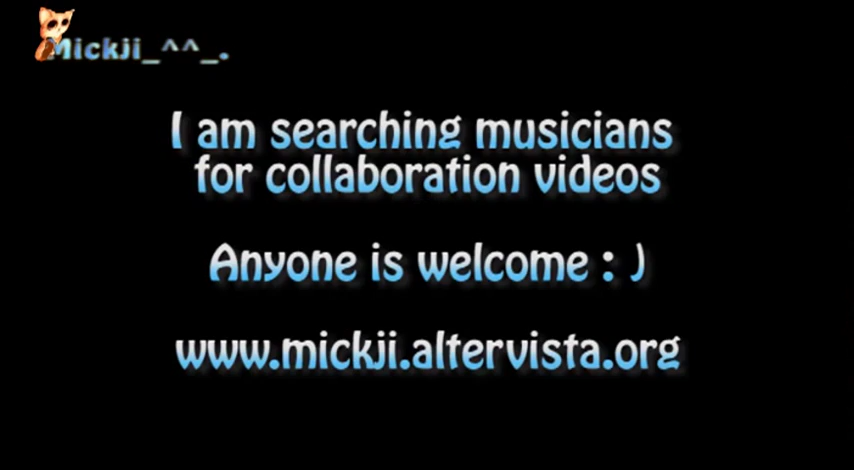 Mickji_^^_.
I am searching musicians
for collaboration videos
Anyone is welcome : )
www.mickji.altervista.org